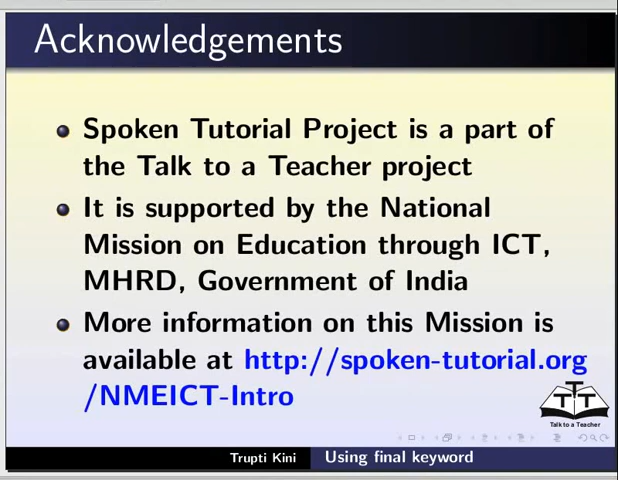 Acknowledgements
Spoken Tutorial Project is a part of
the Talk to a Teacher project
It is supported by the National
Mission on Education through ICT,
MHRD, Government of India
More information on this Mission is
available at http://spoken-tutorial.org
/NMEICT-Intro
T T T
Talk to a Teacher
Trupti Kini Using final keyword